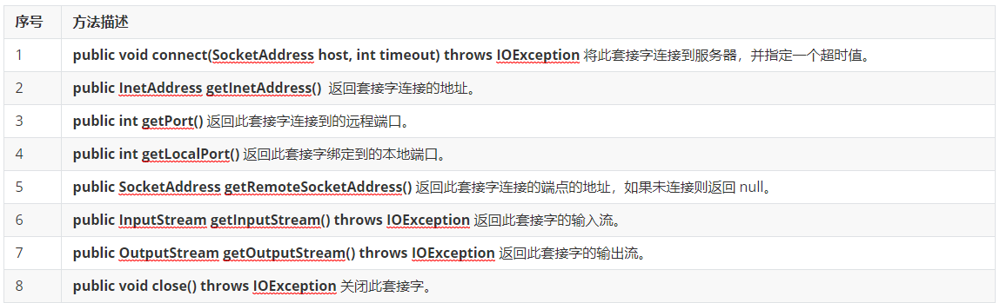 序号 方法描述
1 public void connect(SocketAddress host, int timeout) throws IOException 将此套接字连接到服务器，并指定一个超时值。
2 public InetAddress getInetAddress()  返回套接字连接的地址。
3 public int getPort() 返回此套接字连接到的远程端口。
4 public int getLocalPort() 返回此套接字绑定到的本地端口。
5 public SocketAddress getRemoteSocketAddress() 返回此套接字连接的端点的地址，如果未连接则返回 null。
6 public InputStream getInputStream() throws IOException 返回此套接字的输入流。
7 public OutputStream getOutputStream() throws IOException 返回此套接字的输出流。
8 public void close() throws IOException 关闭此套接字。